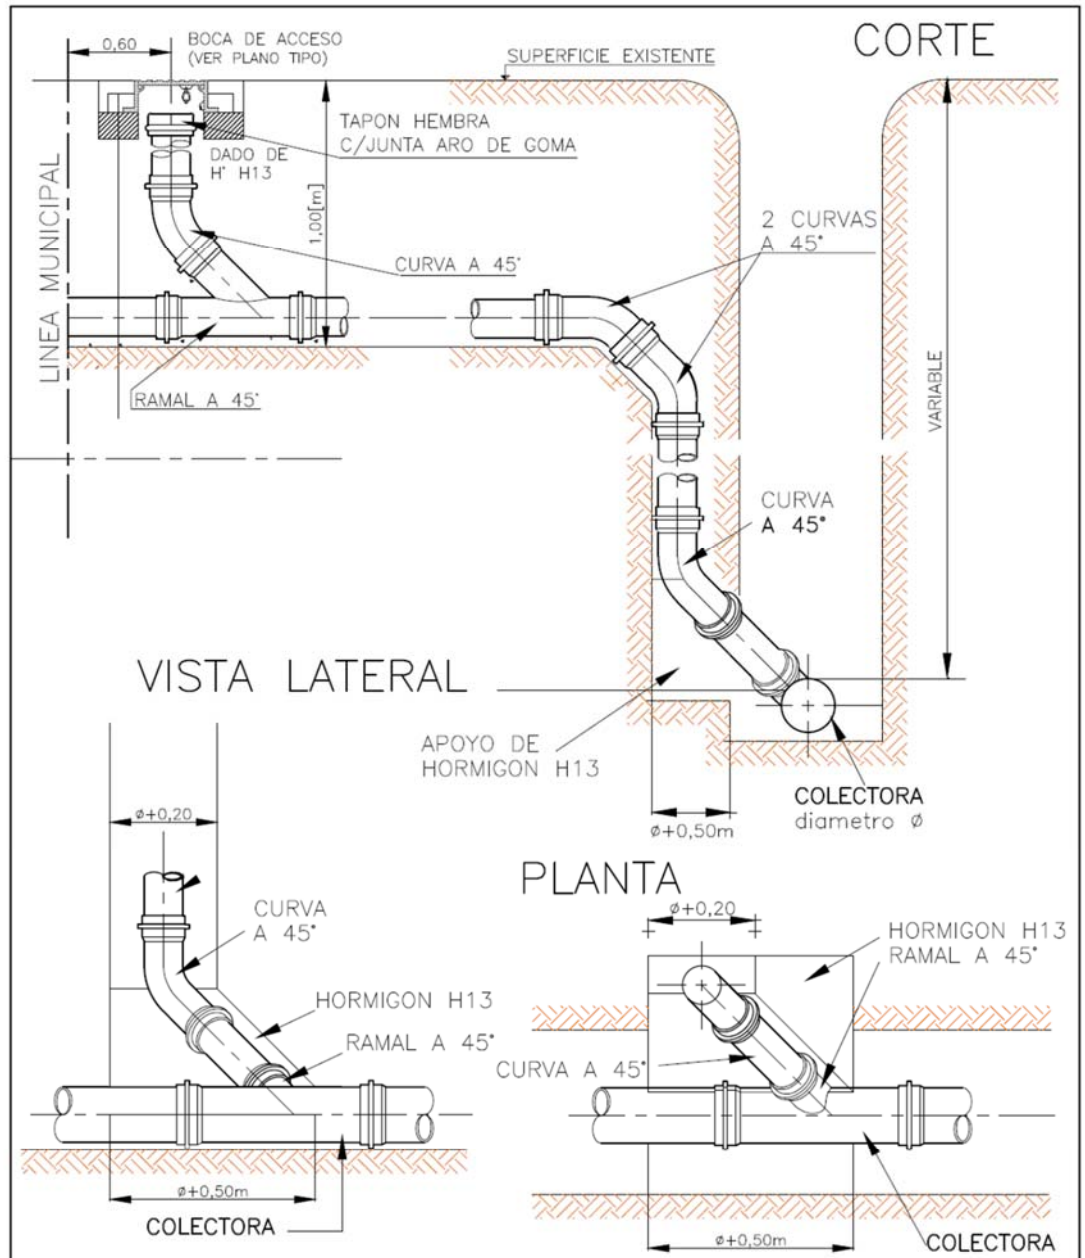 CORTE
0,60
BOCA DE ACCESO
(VER PLANO TIPO)
SUPERFICIE EXISTENTE
TAPON HEMBRA
C/JUNTA ARO DE GOMA
DADO DE
H° H13
LINEA MUNICIPAL
1,00[m]
2 CURVAS
A 45°
CURVA A 45°
RAMAL A 45°
VARIABLE
CURVA
A 45°
VISTA LATERAL
APOYO DE
HORMIGON H13
COLECTORA
diametro ø
ø+0,50m
ø+0,20
CURVA
A 45°
HORMIGON H13
RAMAL A 45°
ø+0,50m
COLECTORA
PLANTA
ø+0,20
HORMIGON H13
RAMAL A 45°
CURVA A 45°
ø+0,50m
COLECTORA